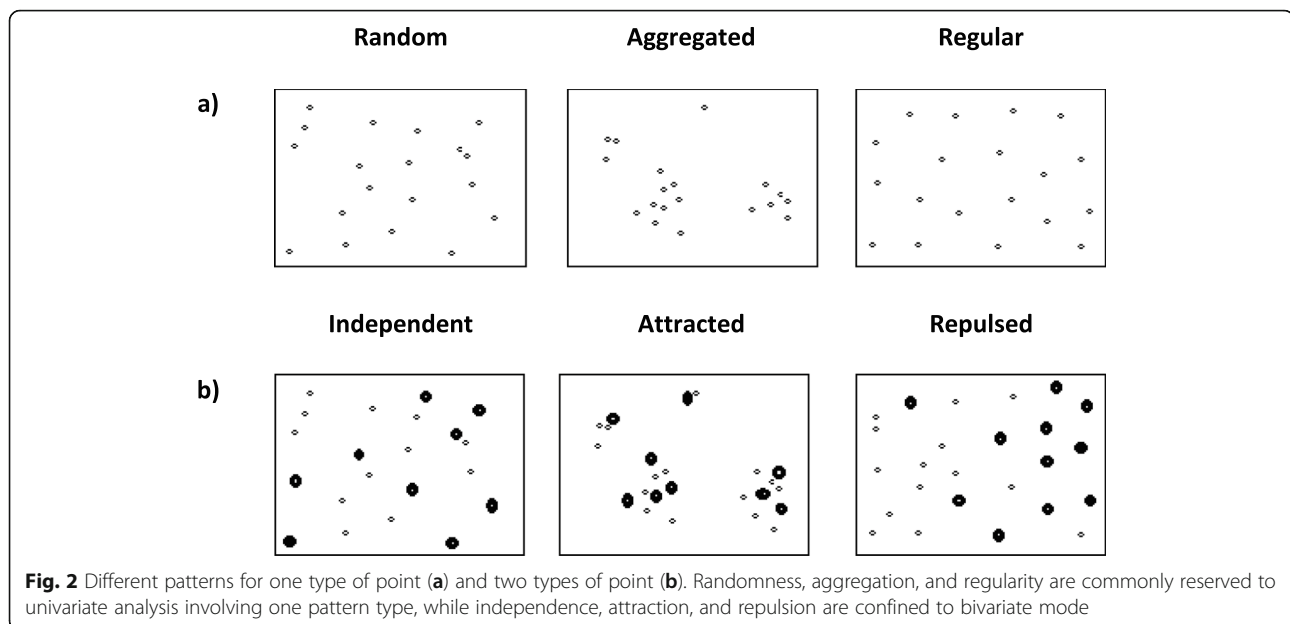 Random Aggregated Regular
a)
Independent Attracted Repulsed
b)
Fig. 2 Different patterns for one type of point (a) and two types of point (b). Randomness, aggregation, and regularity are commonly reserved to
univariate analysis involving one pattern type, while independence, attraction, and repulsion are confined to bivariate mode